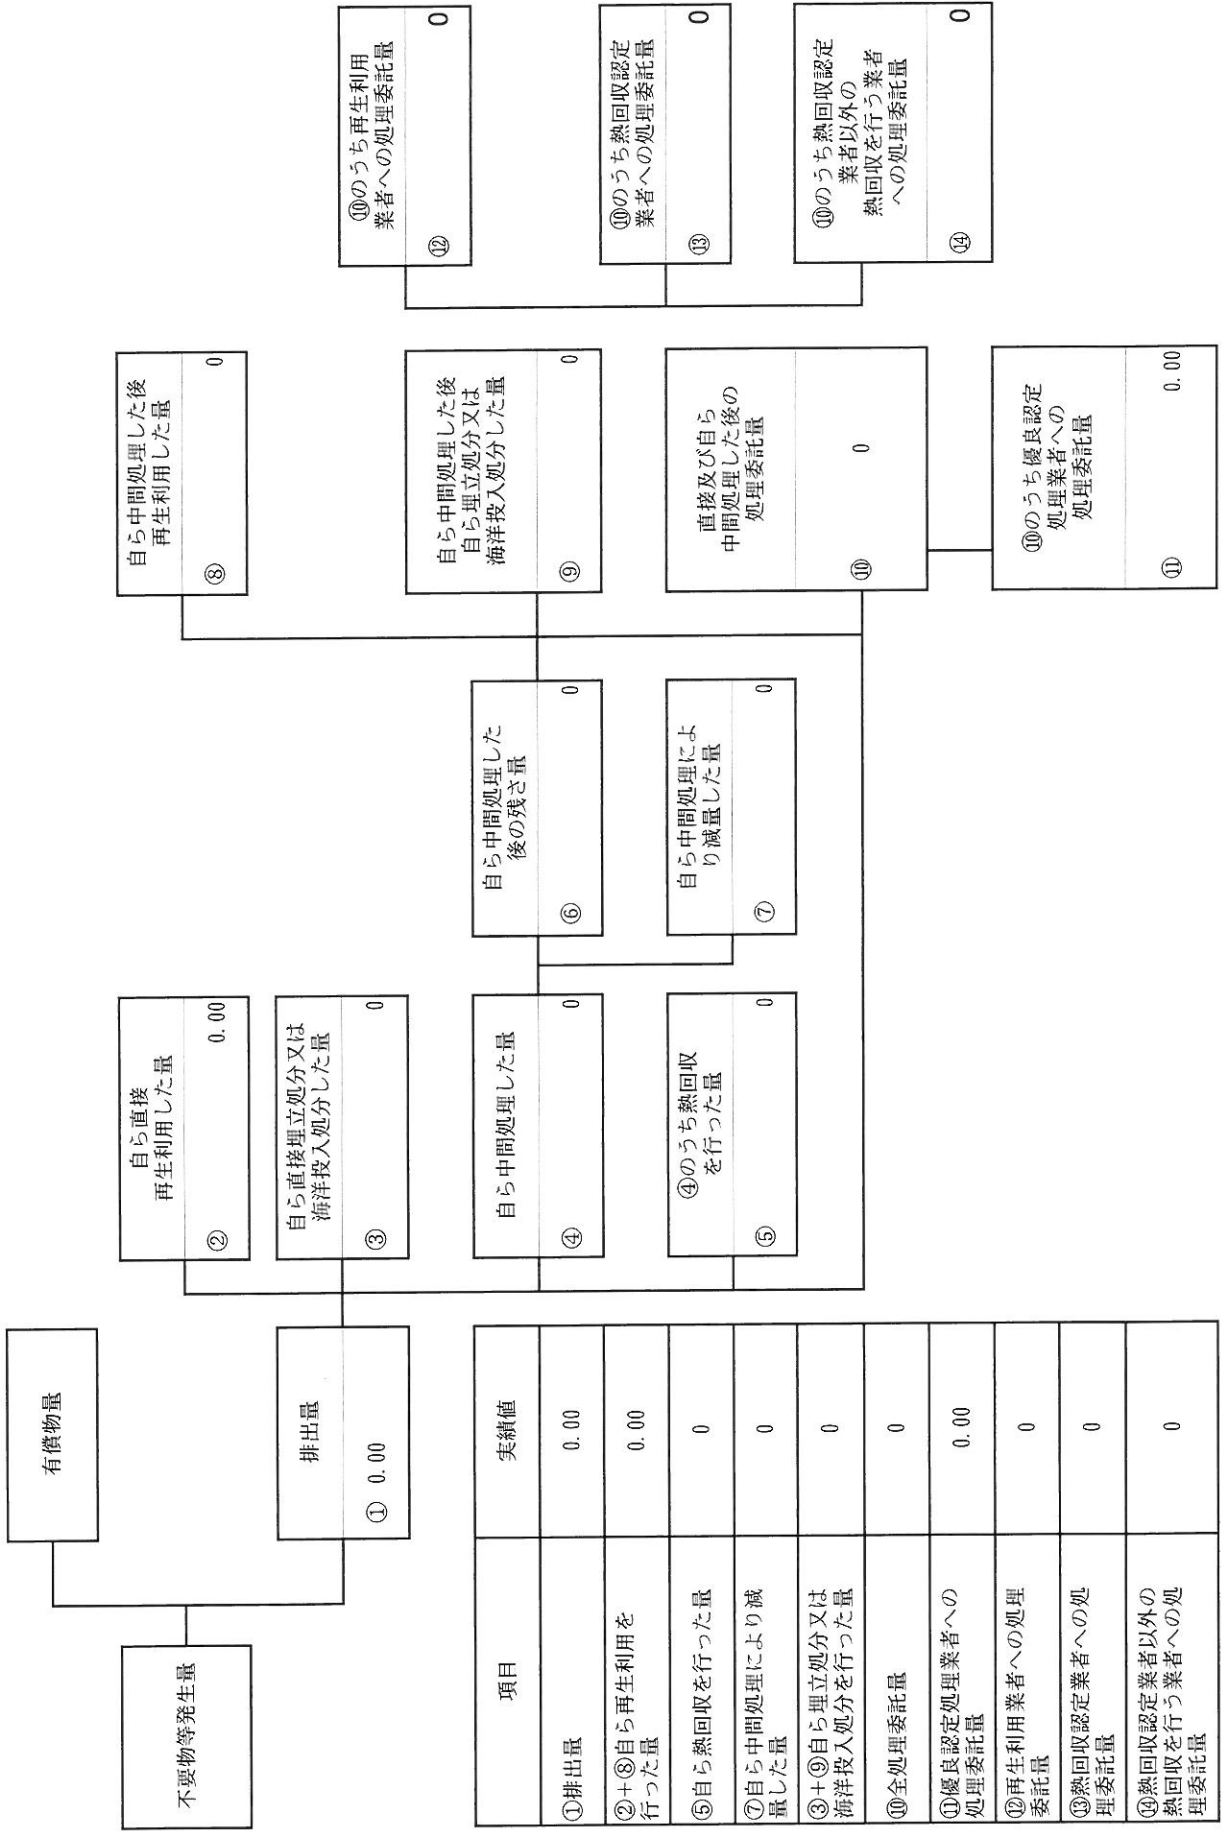 不要物等発生量
有償物量
排出量
① 0.00
自ら直接
再生利用した量
② 0.00
自ら直接埋立処分又は
海洋投入処分した量
③ 0
自ら中間処理した量
④ 0
④のうち熱回収
を行った量
⑤ 0
自ら中間処理した
後の残さ量
⑥ 0
自ら中間処理によ
り減量した量
⑦ 0
自ら中間処理した後
再生利用した量
⑧ 0
自ら中間処理した後
自ら埋立処分又は
海洋投入処分した量
⑨ 0
直接及び自ら
中間処理した後の
処理委託量
⑩ 0
⑩のうち優良認定
処理業者への
処理委託量
⑪ 0.00
⑩のうち再生利用
業者への処理委託量
⑫ 0
⑩のうち熱回収認定
業者への処理委託量
⑬ 0
⑩のうち熱回収認定
業者以外の
熱回収を行う業者
への処理委託量
⑭ 0
項目 実績値
①排出量 0.00
②+⑧自ら再生利用を
行った量 0.00
⑤自ら熱回収を行った量 0
⑦自ら中間処理により減
量した量 0
③+⑨自ら埋立処分又は
海洋投入処分を行った量 0
⑩全処理委託量 0
⑪優良認定処理業者への
処理委託量 0.00
⑫再生利用業者への処理
委託量 0
⑬熱回収認定業者への処
理委託量 0
⑭熱回収認定業者以外の
熱回収を行う業者への処
理委託量 0